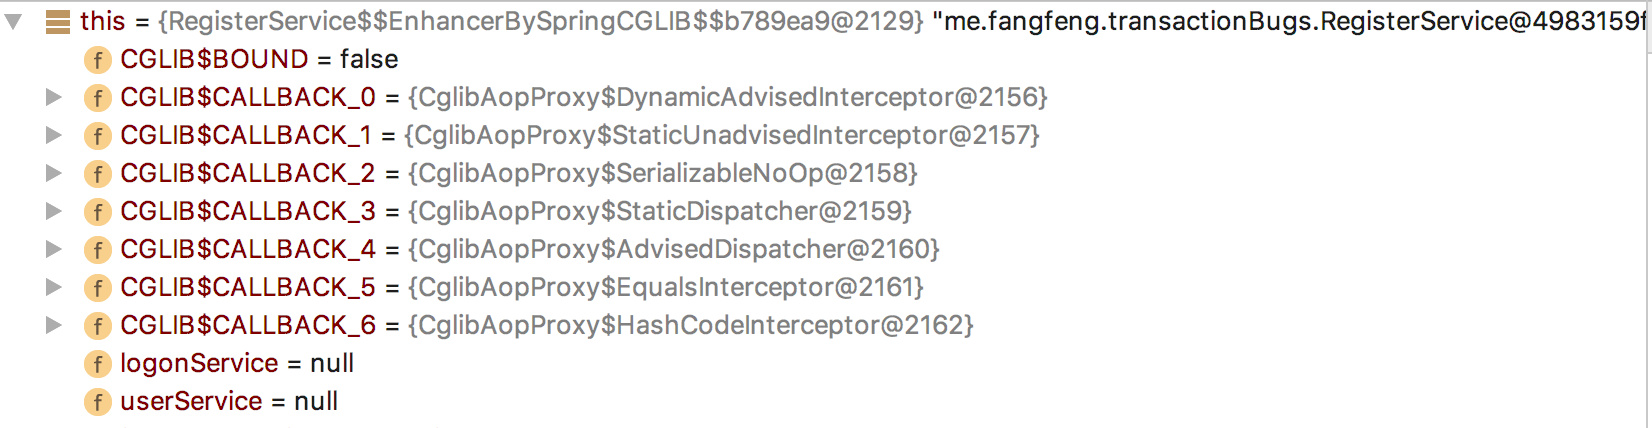 this = {RegisterService$$EnhancerBySpringCGLIB$$b789ea9@2129} "me.fangfeng.transactionBugs.RegisterService@4983159f
f CGLIB$BOUND = false
f CGLIB$CALLBACK_0 = {CglibAopProxy$DynamicAdvisedInterceptor@2156}
f CGLIB$CALLBACK_1 = {CglibAopProxy$StaticUnadvisedInterceptor@2157}
f CGLIB$CALLBACK_2 = {CglibAopProxy$SerializableNoOp@2158}
f CGLIB$CALLBACK_3 = {CglibAopProxy$StaticDispatcher@2159}
f CGLIB$CALLBACK_4 = {CglibAopProxy$AdvisedDispatcher@2160}
f CGLIB$CALLBACK_5 = {CglibAopProxy$EqualsInterceptor@2161}
f CGLIB$CALLBACK_6 = {CglibAopProxy$HashCodeInterceptor@2162}
f logonService = null
f userService = null